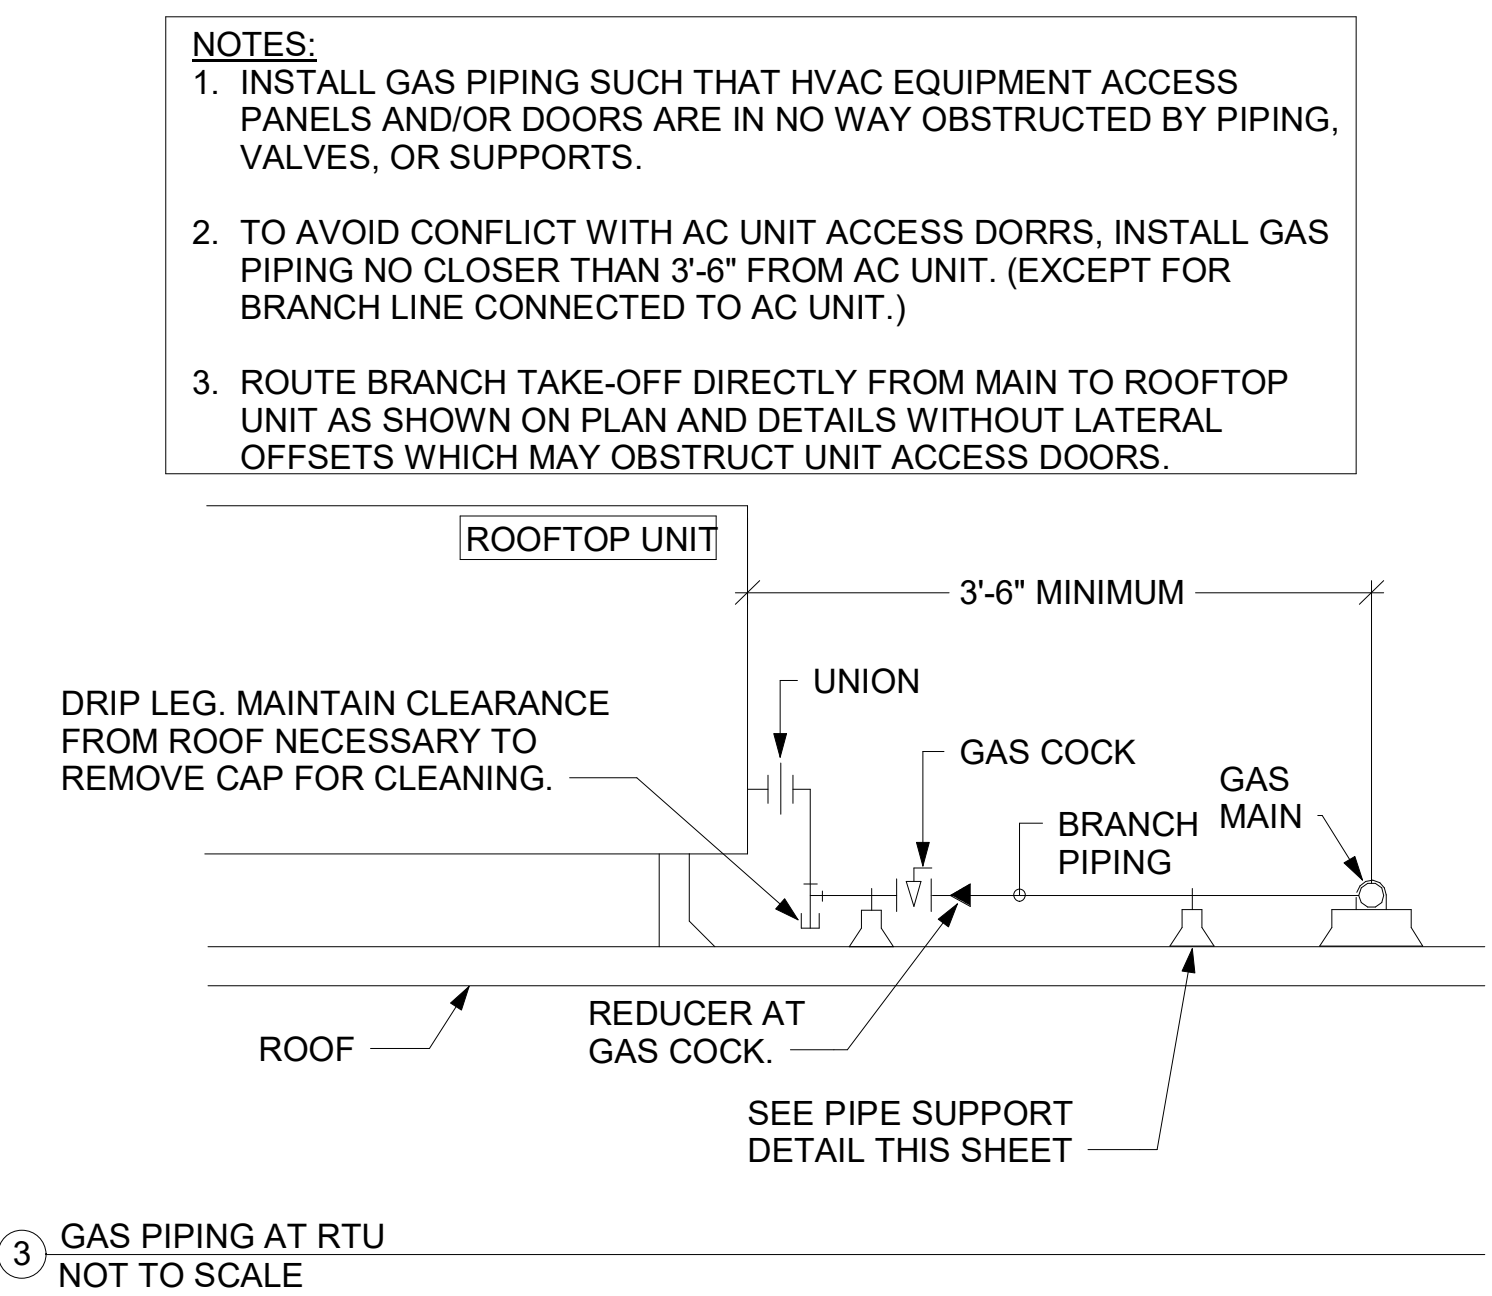 NOTES:
1. INSTALL GAS PIPING SUCH THAT HVAC EQUIPMENT ACCESS
PANELS AND/OR DOORS ARE IN NO WAY OBSTRUCTED BY PIPING,
VALVES, OR SUPPORTS.
2. TO AVOID CONFLICT WITH AC UNIT ACCESS DORRS, INSTALL GAS
PIPING NO CLOSER THAN 3'-6" FROM AC UNIT. (EXCEPT FOR
BRANCH LINE CONNECTED TO AC UNIT.)
3. ROUTE BRANCH TAKE-OFF DIRECTLY FROM MAIN TO ROOFTOP
UNIT AS SHOWN ON PLAN AND DETAILS WITHOUT LATERAL
OFFSETS WHICH MAY OBSTRUCT UNIT ACCESS DOORS.
ROOFTOP UNIT
3'-6" MINIMUM
UNION
DRIP LEG. MAINTAIN CLEARANCE
FROM ROOF NECESSARY TO
REMOVE CAP FOR CLEANING.
GAS COCK
GAS
MAIN
BRANCH
PIPING
REDUCER AT
GAS COCK.
ROOF
SEE PIPE SUPPORT
DETAIL THIS SHEET
3
GAS PIPING AT RTU
NOT TO SCALE